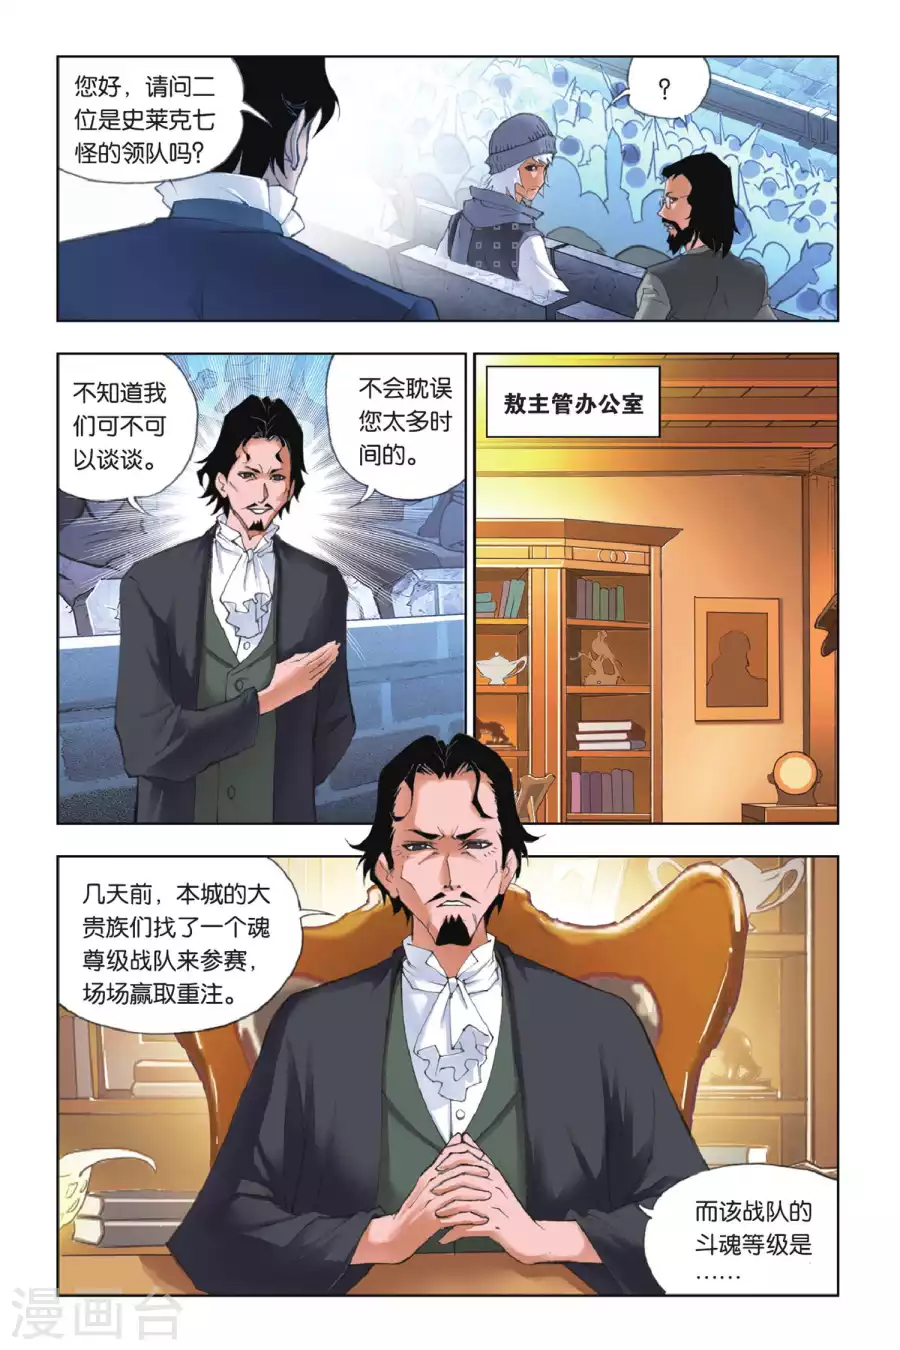 您好，请问二
位是史莱克七
怪的领队吗？
？
不知道我
们可不可
以谈谈。
不会耽误
您太多时
间的。
敖主管办公室
几天前，本城的大
贵族们找了一个魂
尊级战队来参赛，
场场赢取重注。
而该战队的
斗魂等级是
……
漫画台